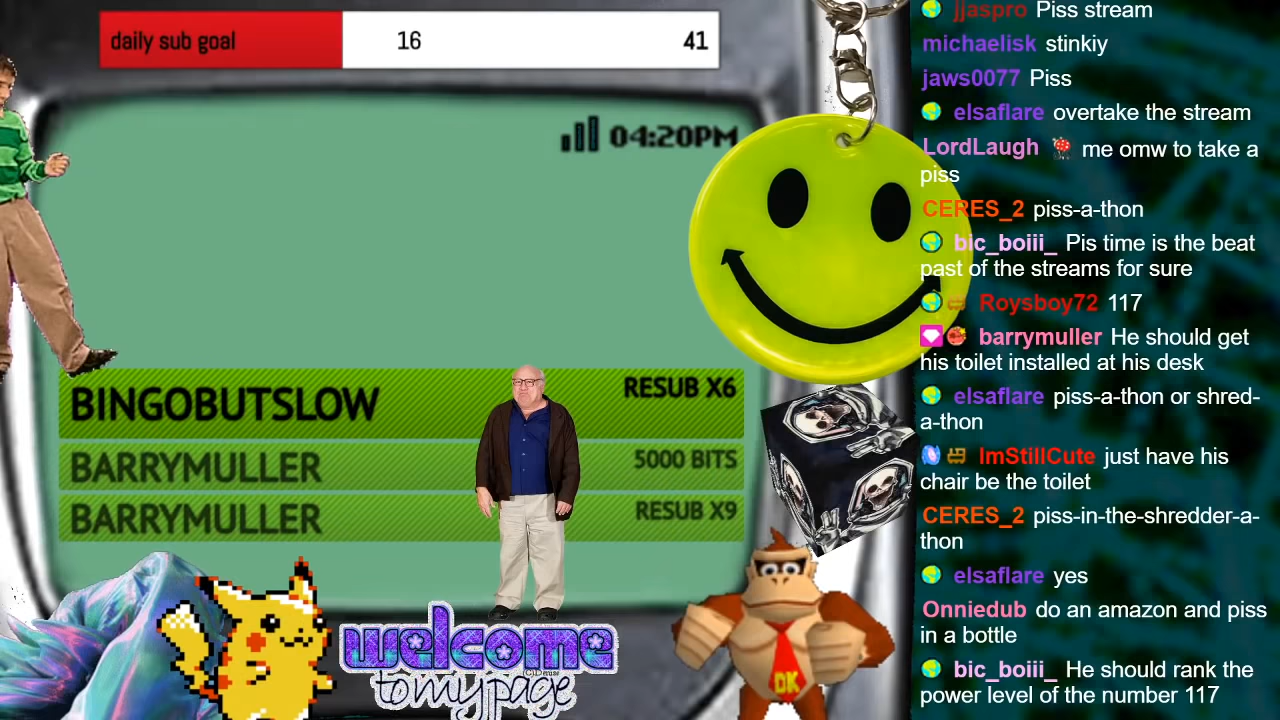 daily sub goal 16 41
04:20PM
BINGOBUTSLOW RESUB X6
BARRYMULLER 5000 BITS
BARRYMULLER RESUB X9
welcome
to my page
DK
jjaspro Piss stream
michaelisk stinkiy
jaws0077 Piss
elsaflare overtake the stream
LordLaugh me omw to take a
piss
CERES_2 piss-a-thon
bic_boiii_ Pis time is the beat
past of the streams for sure
Roysboy72 117
barrymuller He should get
his toilet installed at his desk
elsaflare piss-a-thon or shred-
a-thon
ImStillCute just have his
chair be the toilet
CERES_2 piss-in-the-shredder-a-
thon
elsaflare yes
Onniedub do an amazon and piss
in a bottle
bic_boiii_ He should rank the
power level of the number 117